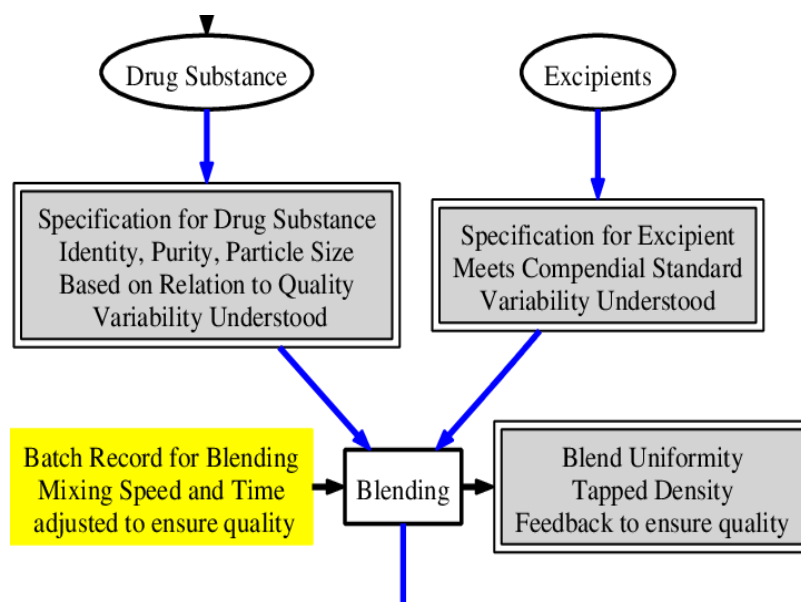 Drug Substance
Excipients
Specification for Drug Substance
Identity, Purity, Particle Size
Based on Relation to Quality
Variability Understood
Specification for Excipient
Meets Compendial Standard
Variability Understood
Batch Record for Blending
Mixing Speed and Time
adjusted to ensure quality
Blending
Blend Uniformity
Tapped Density
Feedback to ensure quality